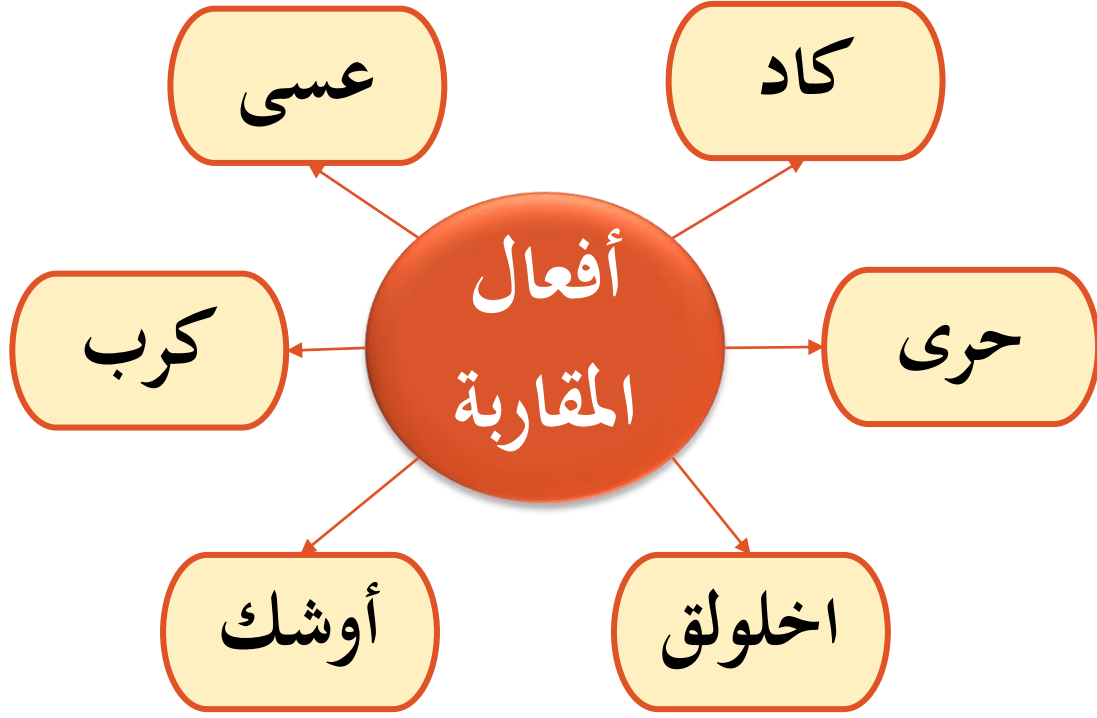 كاد
عسى
أفعال
المقاربة
حرى
كرب
اخلولق
أوشك